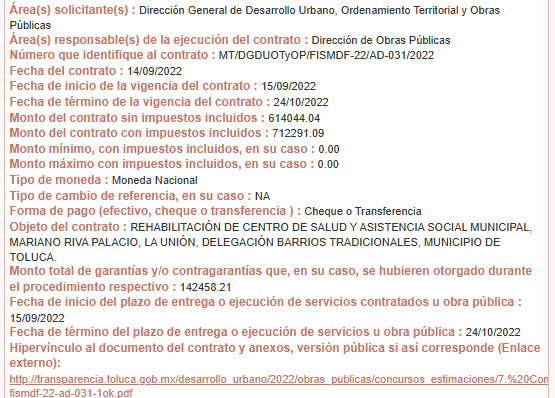 Área(s) solicitante(s) : Dirección General de Desarrollo Urbano, Ordenamiento Territorial y Obras
Públicas
Área(s) responsable(s) de la ejecución del contrato : Dirección de Obras Públicas
Número que identifique al contrato : MT/DGDUOTyOP/FISMDF-22/AD-031/2022
Fecha del contrato : 14/09/2022
Fecha de inicio de la vigencia del contrato : 15/09/2022
Fecha de término de la vigencia del contrato : 24/10/2022
Monto del contrato sin impuestos incluidos : 614044.04
Monto del contrato con impuestos incluidos : 712291.09
Monto mínimo, con impuestos incluidos, en su caso : 0.00
Monto máximo con impuestos incluidos, en su caso : 0.00
Tipo de moneda : Moneda Nacional
Tipo de cambio de referencia, en su caso : NA
Forma de pago (efectivo, cheque o transferencia ) : Cheque o Transferencia
Objeto del contrato : REHABILITACIÓN DE CENTRO DE SALUD Y ASISTENCIA SOCIAL MUNICIPAL,
MARIANO RIVA PALACIO, LA UNIÓN, DELEGACIÓN BARRIOS TRADICIONALES, MUNICIPIO DE
TOLUCA.
Monto total de garantías y/o contragarantías que, en su caso, se hubieren otorgado durante
el procedimiento respectivo : 142458.21
Fecha de inicio del plazo de entrega o ejecución de servicios contratados u obra pública :
15/09/2022
Fecha de término del plazo de entrega o ejecución de servicios u obra pública : 24/10/2022
Hipervínculo al documento del contrato y anexos, versión pública si así corresponde (Enlace
externo):
http://transparencia.toluca.gob.mx/desarrollo_urbano/2022/obras_publicas/concursos_estimaciones/7.%20Con
fismdf-22-ad-031-1ok.pdf